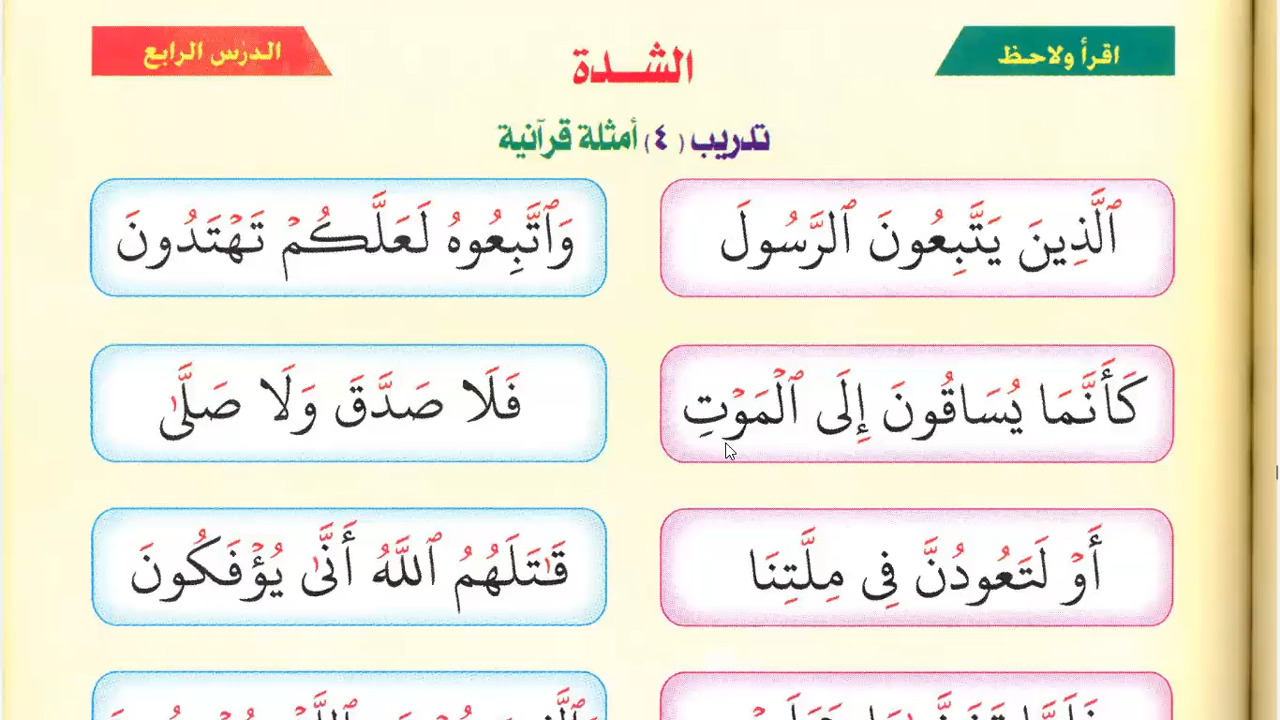 اقرأ ولاحظ
الشدة
الدرس الرابع
تدريب (٤) أمثلة قرآنية
ٱلَّذِينَ يَتَّبِعُونَ ٱلرَّسُولَ
وَٱتَّبِعُوهُ لَعَلَّكُمْ تَهْتَدُونَ
كَأَنَّمَا يُسَاقُونَ إِلَى ٱلْمَوْتِ
فَلَا صَدَّقَ وَلَا صَلَّىٰ
أَوْ لَتَعُودُنَّ فِى مِلَّتِنَا
قَٰتَلَهُمُ ٱللَّهُ أَنَّىٰ يُؤْفَكُونَ